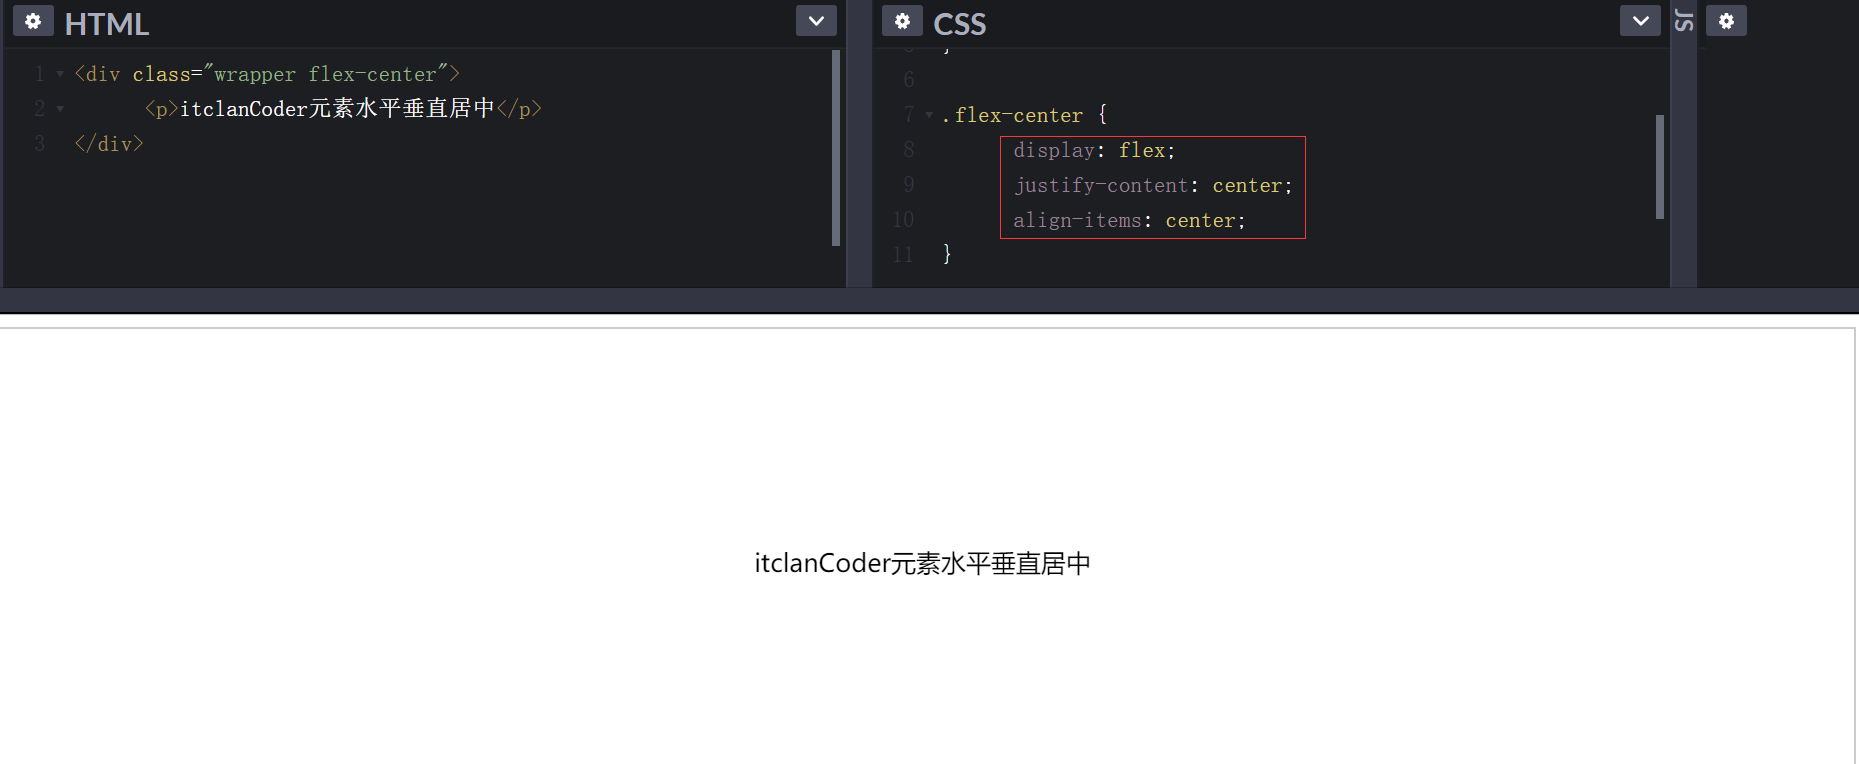 HTML
1 <div class="wrapper flex-center">
2 <p>itclanCoder元素水平垂直居中</p>
3 </div>
CSS
6
7 .flex-center {
8 display: flex;
9 justify-content: center;
10 align-items: center;
11 }
JS
itclanCoder元素水平垂直居中